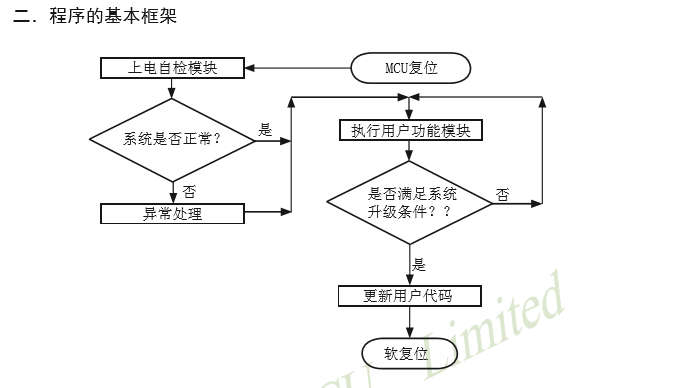 二．程序的基本框架
上电自检模块
MCU复位
系统是否正常？
是
否
异常处理
执行用户功能模块
是否满足系统
升级条件？？
否
是
更新用户代码
软复位
Limited